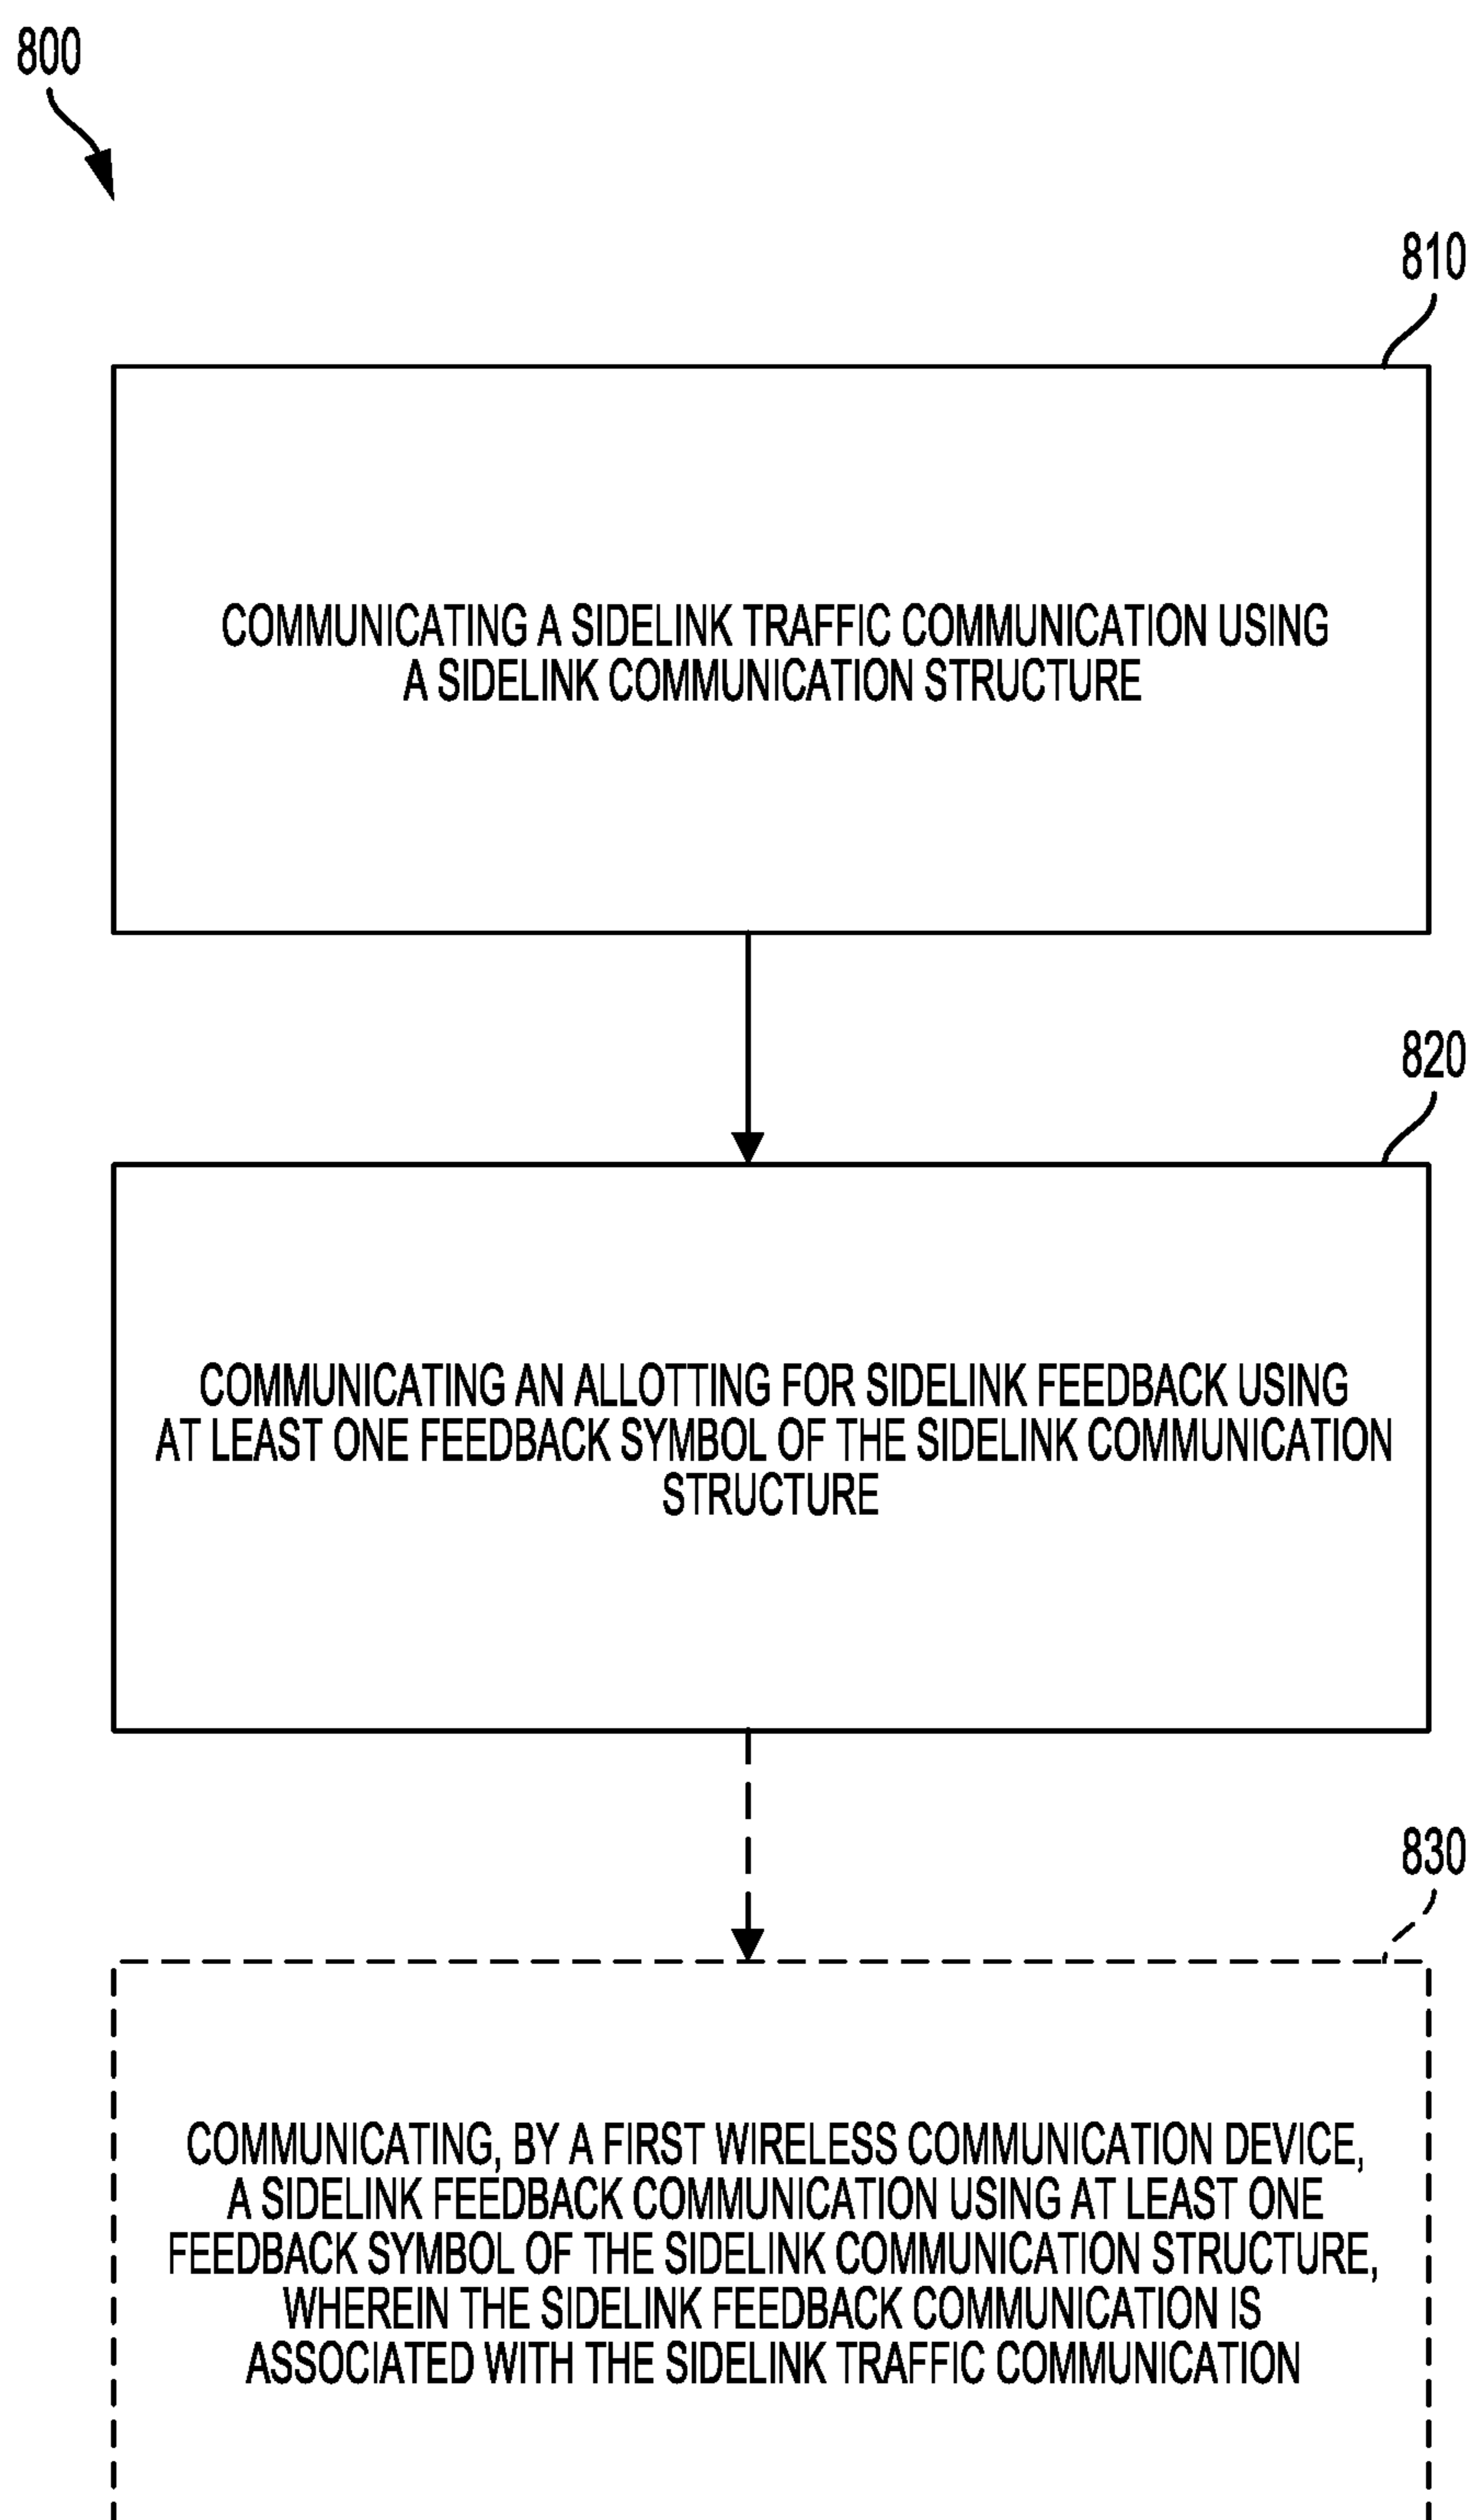 800
810
COMMUNICATING A SIDELINK TRAFFIC COMMUNICATION USING
A SIDELINK COMMUNICATION STRUCTURE
820
COMMUNICATING AN ALLOTTING FOR SIDELINK FEEDBACK USING
AT LEAST ONE FEEDBACK SYMBOL OF THE SIDELINK COMMUNICATION
STRUCTURE
830
COMMUNICATING, BY A FIRST WIRELESS COMMUNICATION DEVICE,
A SIDELINK FEEDBACK COMMUNICATION USING AT LEAST ONE
FEEDBACK SYMBOL OF THE SIDELINK COMMUNICATION STRUCTURE,
WHEREIN THE SIDELINK FEEDBACK COMMUNICATION IS
ASSOCIATED WITH THE SIDELINK TRAFFIC COMMUNICATION